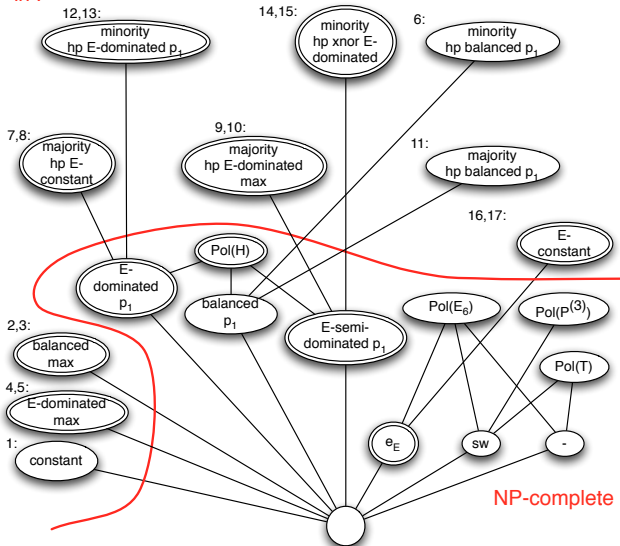 12,13:
minority
hp E-dominated p1
14,15:
minority
hp xnor E-
dominated
6:
minority
hp balanced p1
7,8:
majority
hp E-
constant
9,10:
majority
hp E-dominated
max
11:
majority
hp balanced p1
16,17:
E-
constant
E-
dominated
p1
Pol(H)
balanced
p1
E-semi-
dominated p1
Pol(E6)
Pol(P(3))
Pol(T)
2,3:
balanced
max
4,5:
E-dominated
max
1:
constant
eE
sw
-
NP-complete